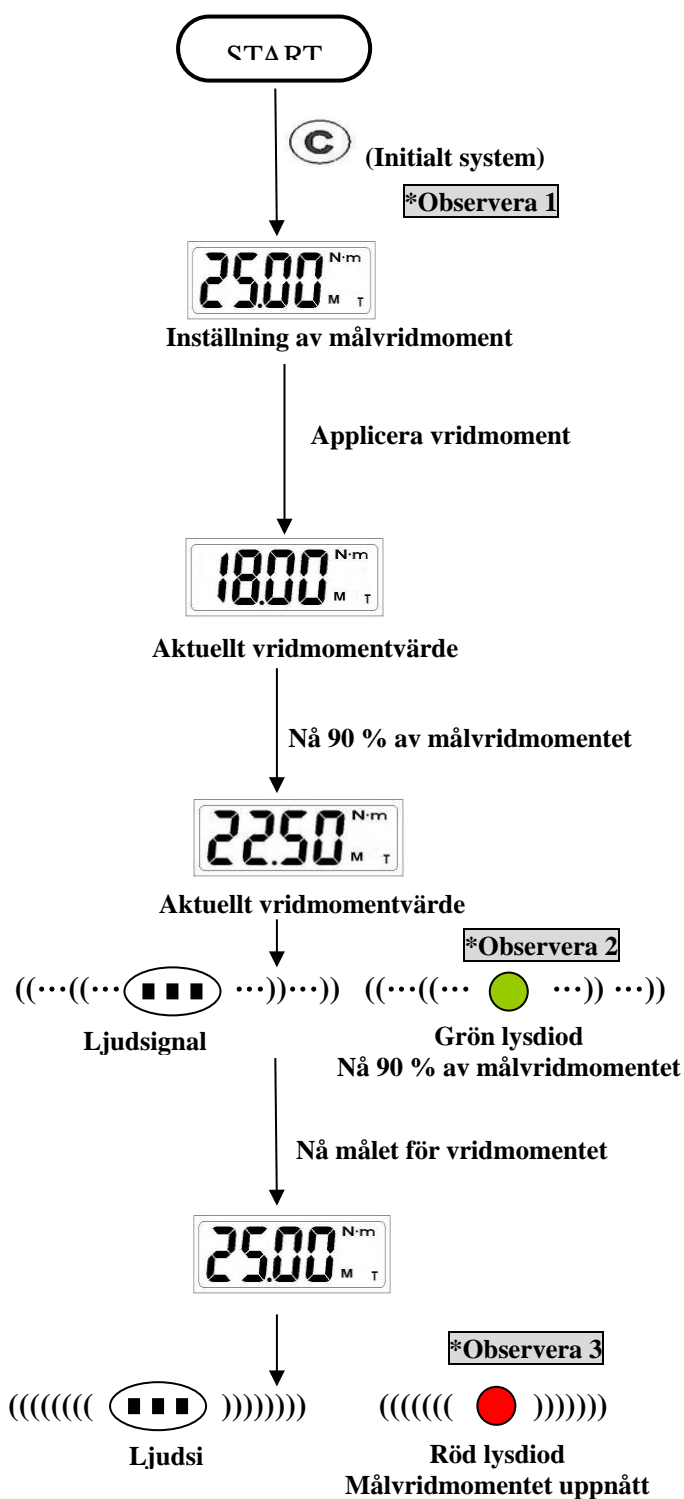 START
C
(Initialt system)
*Observera 1
25.00 N·m M T
Inställning av målvridmoment
Applicera vridmoment
18.00 N·m M T
Aktuellt vridmomentvärde
Nå 90 % av målvridmomentet
22.50 N·m M T
Aktuellt vridmomentvärde
*Observera 2
((···((··· ■ ■ ■ ···))···)) ((···((··· ···)) ···))
Ljudsignal
Grön lysdiod
Nå 90 % av målvridmomentet
Nå målet för vridmomentet
25.00 N·m M T
*Observera 3
(((((((( ■ ■ ■ )))))))) ((((((( )))))))
Ljudsi
Röd lysdiod
Målvridmomentet uppnått